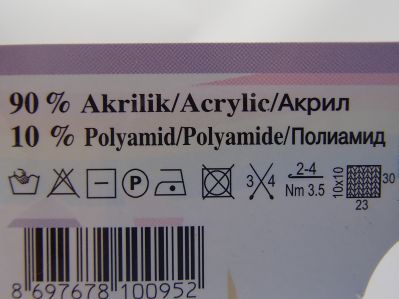 90 % Akrilik/Acrylic/Акрил
10 % Polyamid/Polyamide/Полиамид
P 3 4 2-4 Nm 3.5 10x10 30 23
8 697678 100952